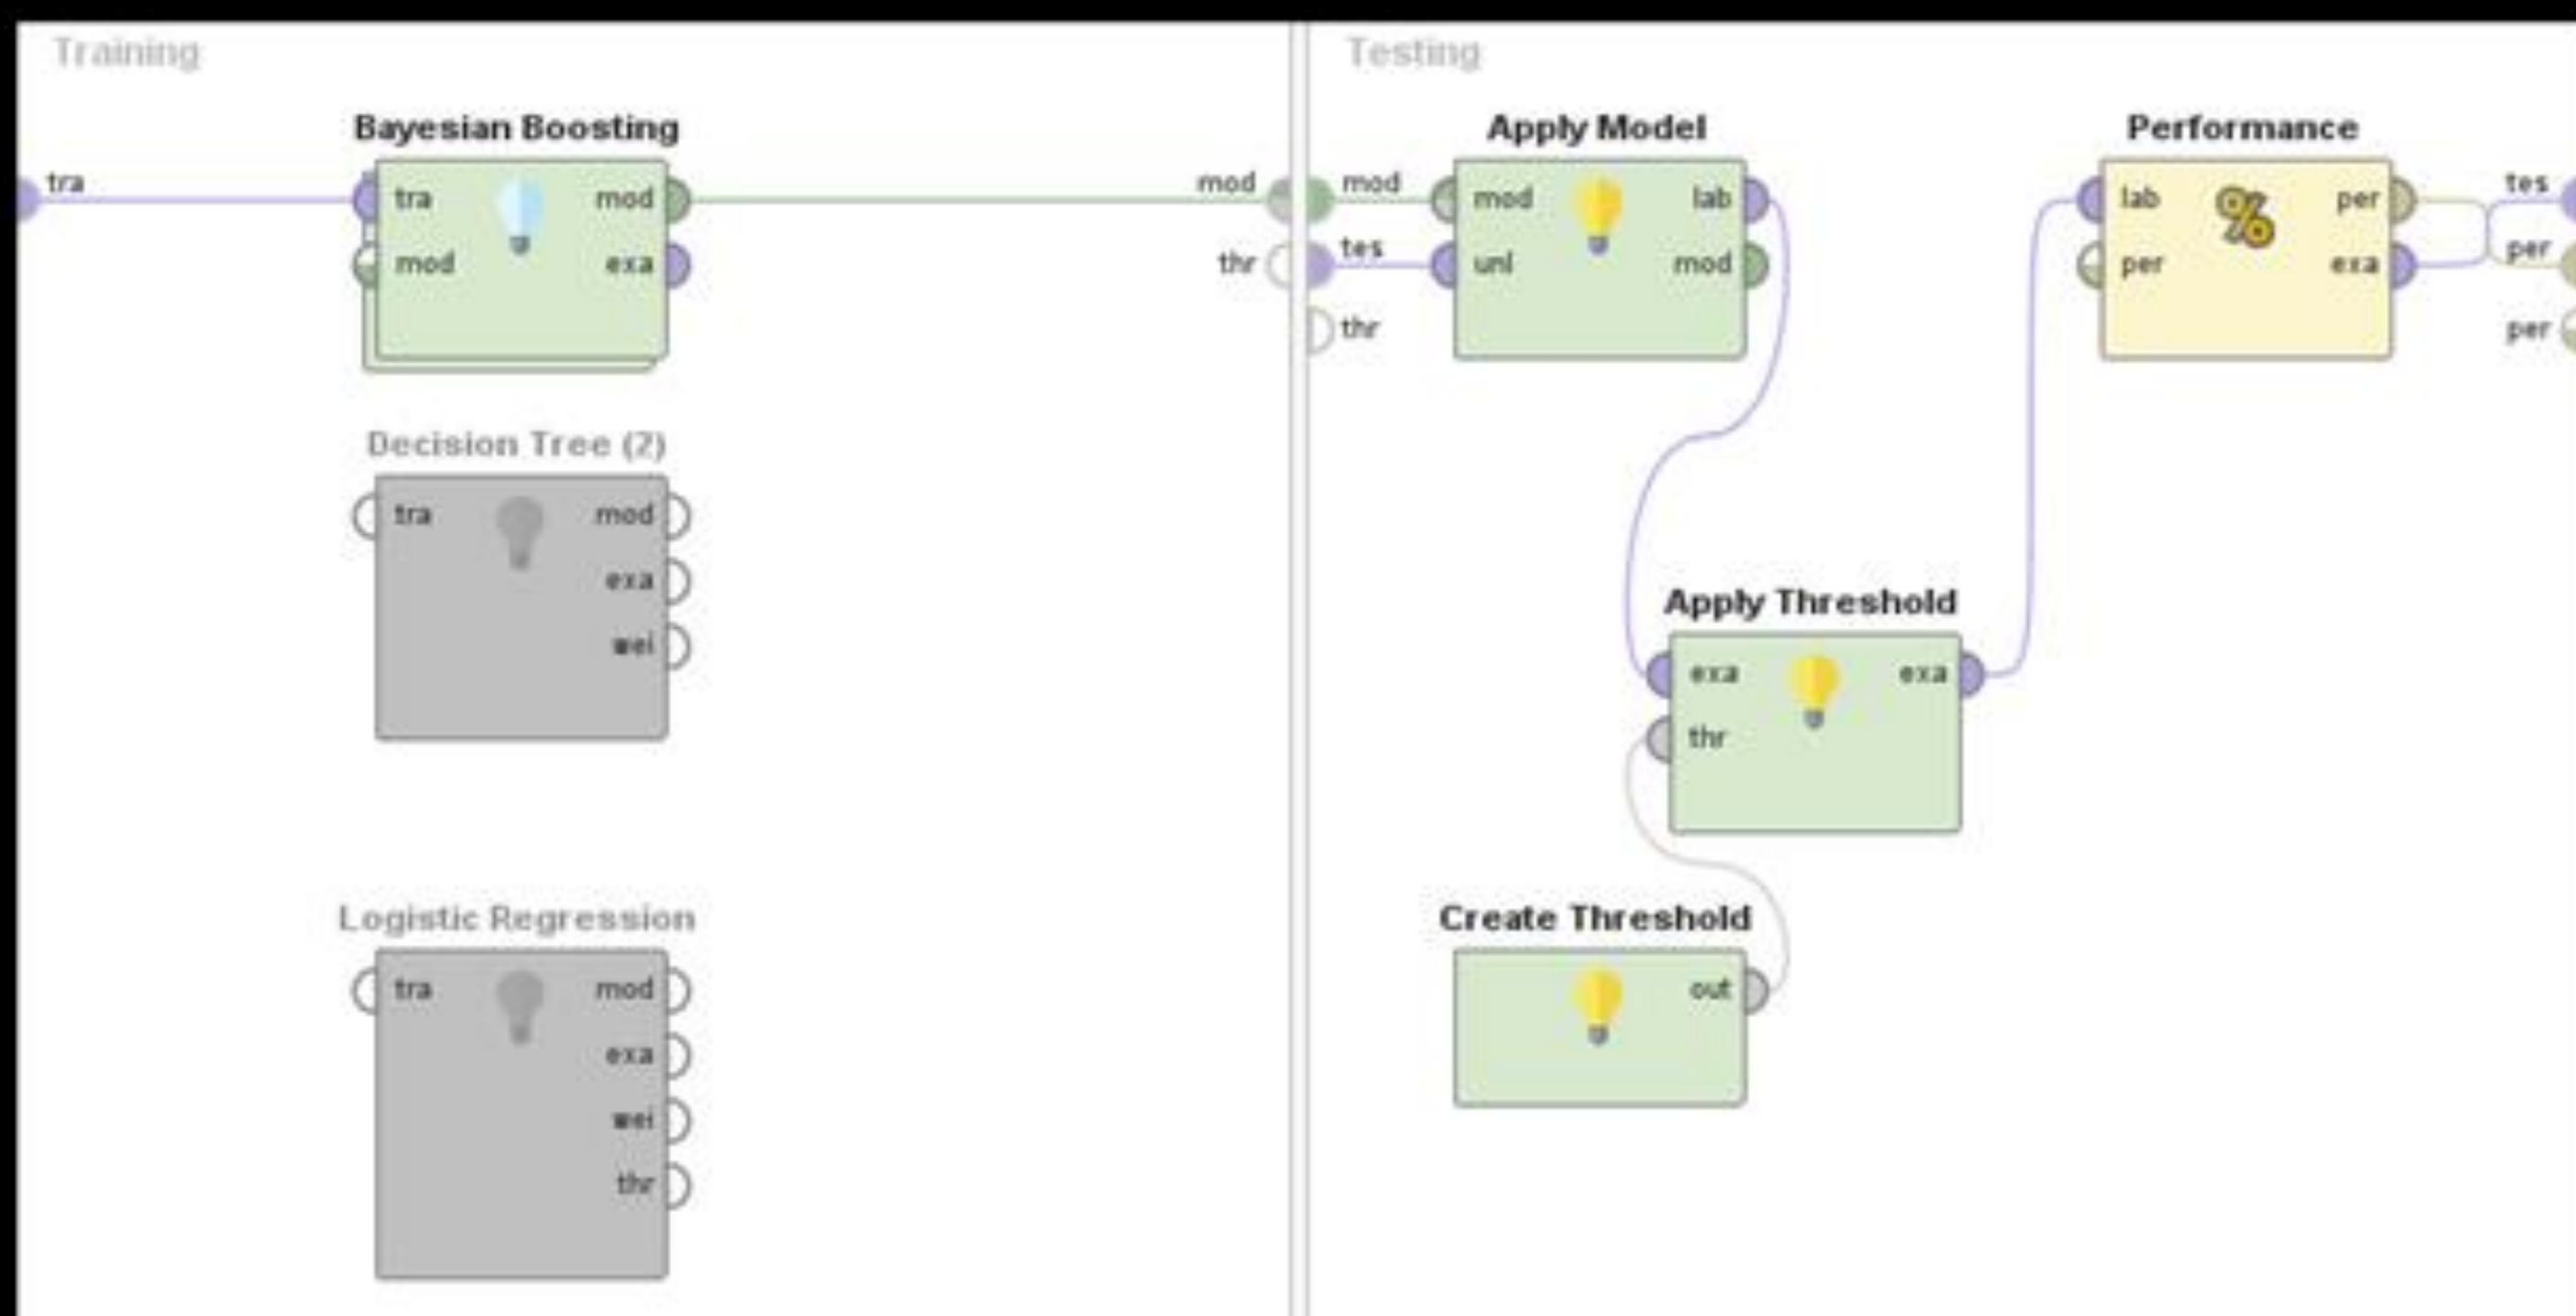 Training
Bayesian Boosting
tra
tra
mod
mod
exa
mod
thr
Decision Tree (2)
tra
mod
exa
wei
Logistic Regression
tra
mod
exa
wei
thr
Testing
mod
tes
thr
Apply Model
mod
lab
unl
mod
Performance
lab
per
per
exa
tes
per
per
Apply Threshold
exa
exa
thr
Create Threshold
out
%